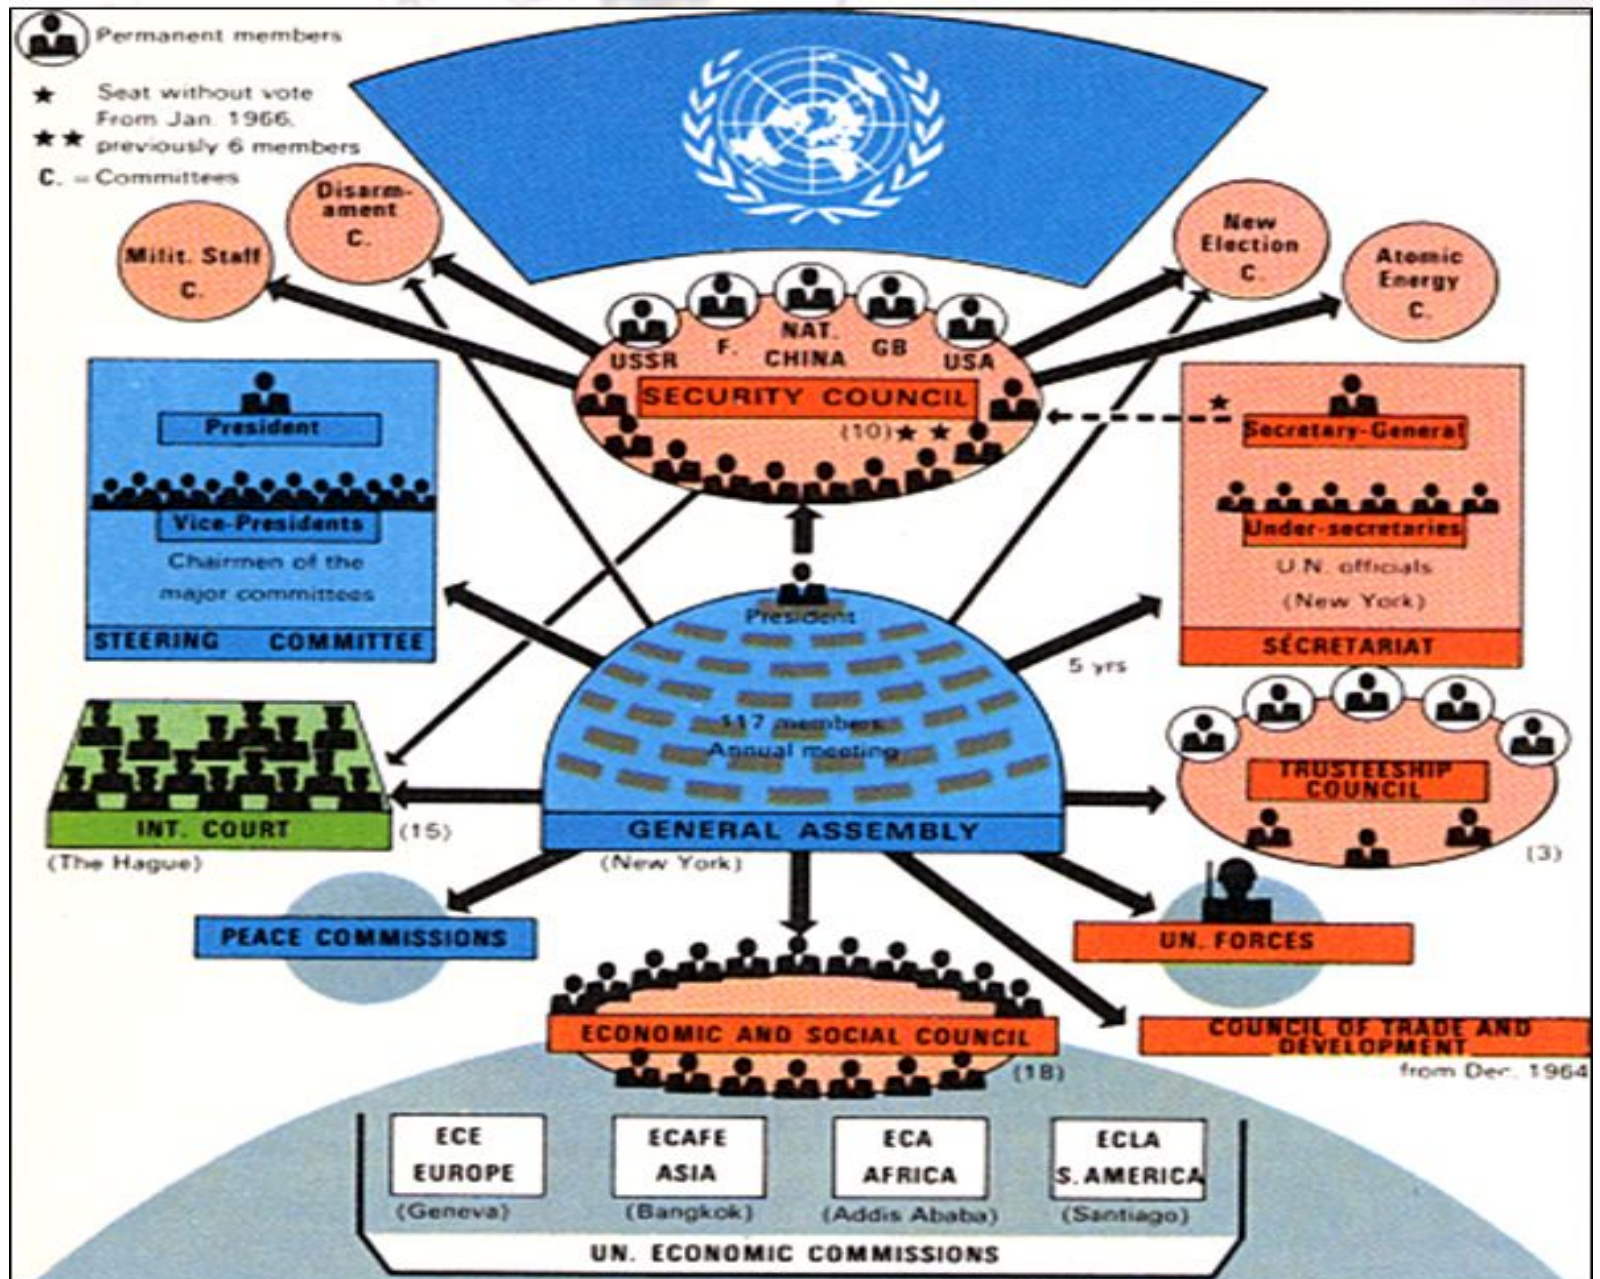 Permanent members
★ Seat without vote
From Jan. 1966,
★★ previously 6 members
C. = Committees
Disarm-
ament
C.
Milit. Staff
C.
New
Election
C.
Atomic
Energy
C.
USSR
F.
NAT.
CHINA
GB
USA
SECURITY COUNCIL
(10)★ ★
President
Vice-Presidents
Chairmen of the
major committees
STEERING COMMITTEE
★
Secretary-General
Under-secretaries
U.N. officials
(New York)
SECRETARIAT
President
117 members
Annual meeting
GENERAL ASSEMBLY
(New York)
5 yrs
INT. COURT
(15)
(The Hague)
TRUSTEESHIP
COUNCIL
(3)
PEACE COMMISSIONS
UN. FORCES
ECONOMIC AND SOCIAL COUNCIL
(18)
COUNCIL OF TRADE AND
DEVELOPMENT
from Dec. 1964
ECE
EUROPE
(Geneva)
ECAFE
ASIA
(Bangkok)
ECA
AFRICA
(Addis Ababa)
ECLA
S. AMERICA
(Santiago)
UN. ECONOMIC COMMISSIONS